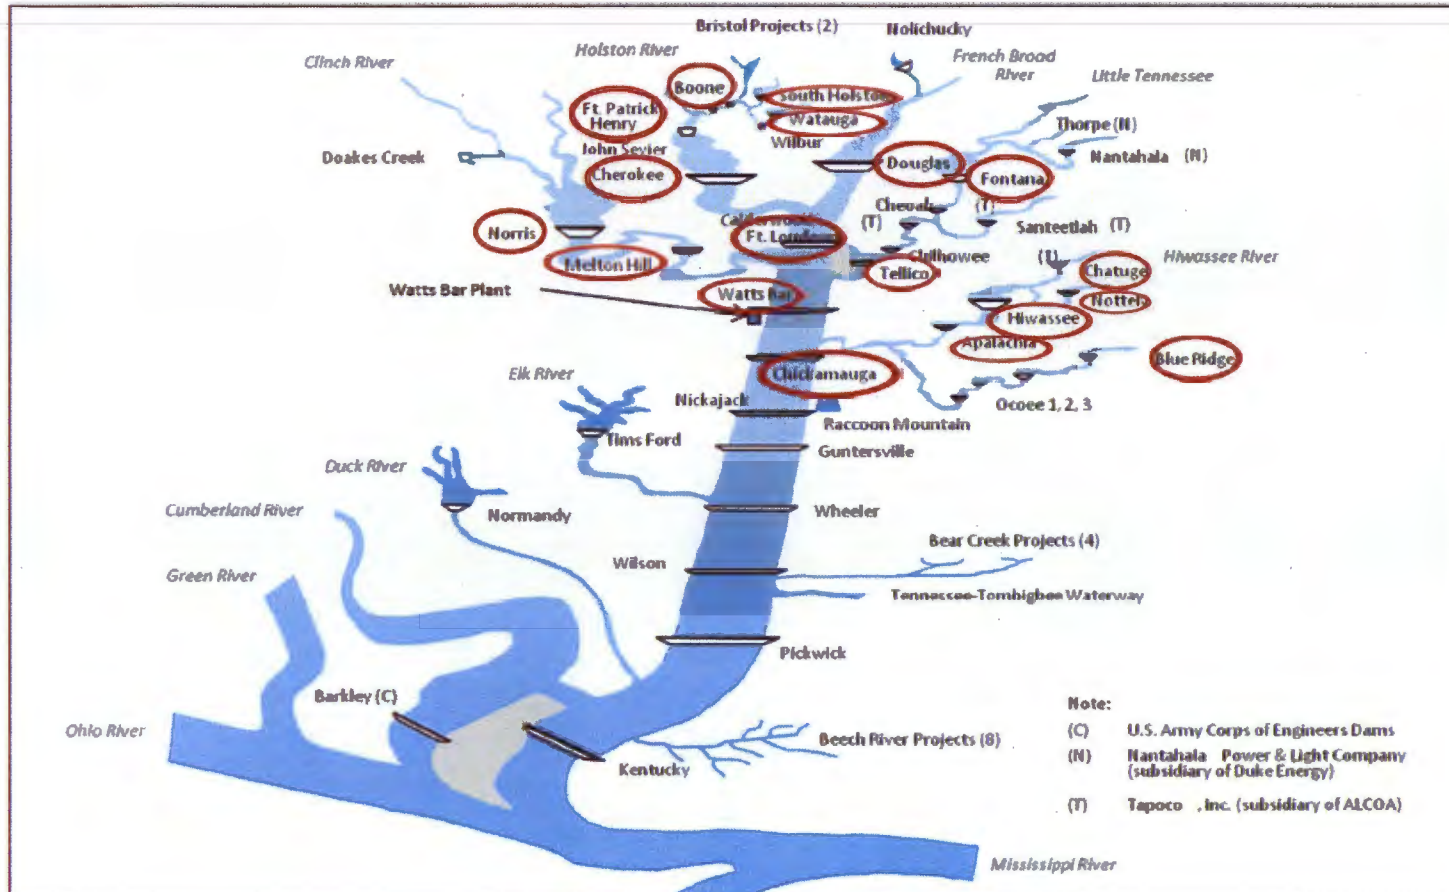 Bristol Projects (2)
Nolichucky
Holston River
French Broad
River
Clinch River
Little Tennessee
Boone
South Holston
Ft. Patrick
Henry
Watauga
Thorpe (N)
Wilbur
John Sevier
Doakes Creek
Nantahala (N)
Cherokee
Douglas
Fontana
Cheoah
(T)
(T)
Santeetlah (T)
Norris
Ft. Loudoun
Chilhowee
(T)
Hiwassee River
Melton Hill
Tellico
Chatuge
Watts Bar Plant
Watts Bar
Nottely
Hiwassee
Apalachia
Blue Ridge
Chickamauga
Elk River
Nickajack
Ocoee 1, 2, 3
Raccoon Mountain
Tims Ford
Guntersville
Duck River
Cumberland River
Normandy
Wheeler
Bear Creek Projects (4)
Wilson
Green River
Tennessee-Tombigbee Waterway
Pickwick
Barkley (C)
Ohio River
Beech River Projects (8)
Kentucky
Mississippi River
Note:
(C) U.S. Army Corps of Engineers Dams
(N) Nantahala Power & Light Company
(subsidiary of Duke Energy)
(T) Tapoco , Inc. (subsidiary of ALCOA)